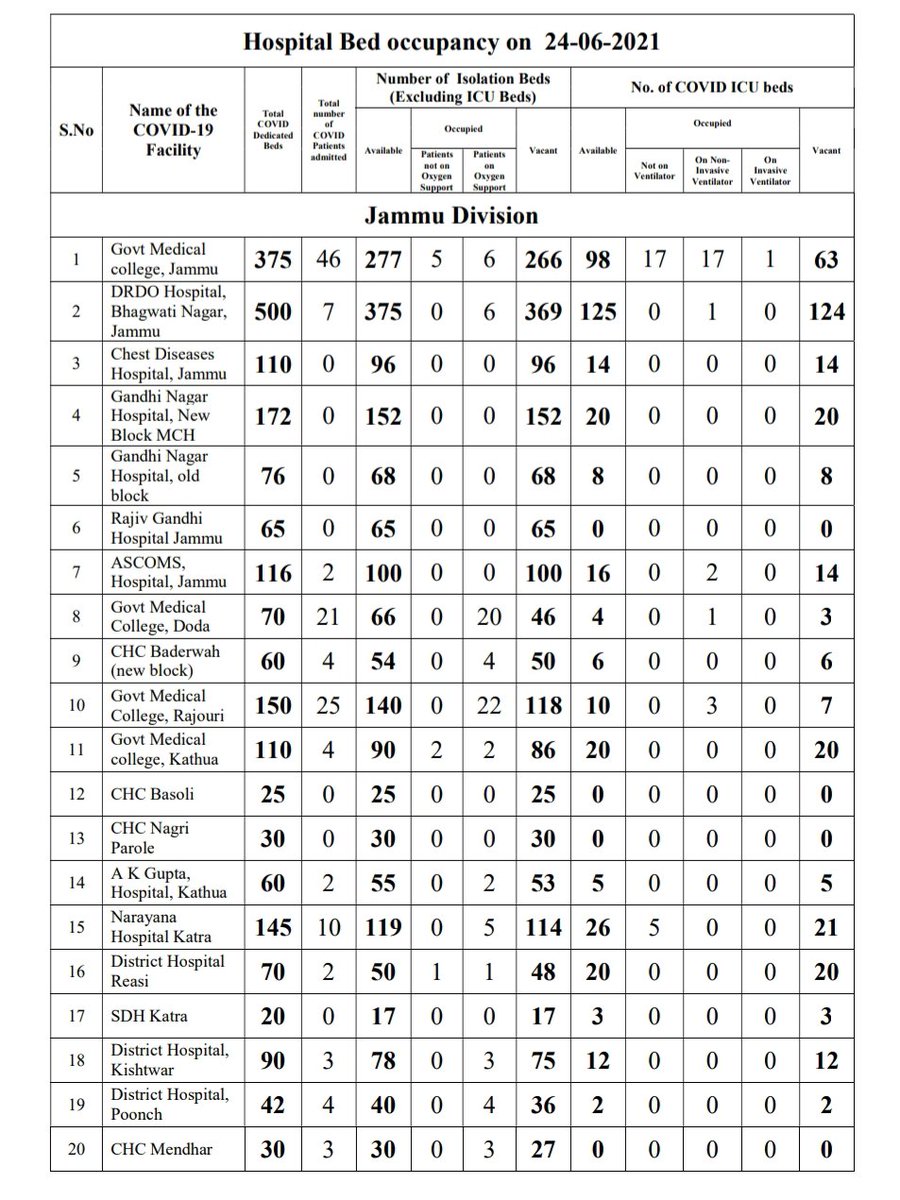 Hospital Bed occupancy on 24-06-2021
S.No Name of the COVID-19 Facility Total COVID Dedicated Beds Total number of COVID Patients admitted Number of Isolation Beds (Excluding ICU Beds) No. of COVID ICU beds
Available Occupied Vacant Available Occupied Vacant
Patients not on Oxygen Support Patients on Oxygen Support Not on Ventilator On Non-Invasive Ventilator On Invasive Ventilator
Jammu Division
1 Govt Medical college, Jammu 375 46 277 5 6 266 98 17 17 1 63
2 DRDO Hospital, Bhagwati Nagar, Jammu 500 7 375 0 6 369 125 0 1 0 124
3 Chest Diseases Hospital, Jammu 110 0 96 0 0 96 14 0 0 0 14
4 Gandhi Nagar Hospital, New Block MCH 172 0 152 0 0 152 20 0 0 0 20
5 Gandhi Nagar Hospital, old block 76 0 68 0 0 68 8 0 0 0 8
6 Rajiv Gandhi Hospital Jammu 65 0 65 0 0 65 0 0 0 0 0
7 ASCOMS, Hospital, Jammu 116 2 100 0 0 100 16 0 2 0 14
8 Govt Medical College, Doda 70 21 66 0 20 46 4 0 1 0 3
9 CHC Baderwah (new block) 60 4 54 0 4 50 6 0 0 0 6
10 Govt Medical College, Rajouri 150 25 140 0 22 118 10 0 3 0 7
11 Govt Medical college, Kathua 110 4 90 2 2 86 20 0 0 0 20
12 CHC Basoli 25 0 25 0 0 25 0 0 0 0 0
13 CHC Nagri Parole 30 0 30 0 0 30 0 0 0 0 0
14 A K Gupta, Hospital, Kathua 60 2 55 0 2 53 5 0 0 0 5
15 Narayana Hospital Katra 145 10 119 0 5 114 26 5 0 0 21
16 District Hospital Reasi 70 2 50 1 1 48 20 0 0 0 20
17 SDH Katra 20 0 17 0 0 17 3 0 0 0 3
18 District Hospital, Kishtwar 90 3 78 0 3 75 12 0 0 0 12
19 District Hospital, Poonch 42 4 40 0 4 36 2 0 0 0 2
20 CHC Mendhar 30 3 30 0 3 27 0 0 0 0 0